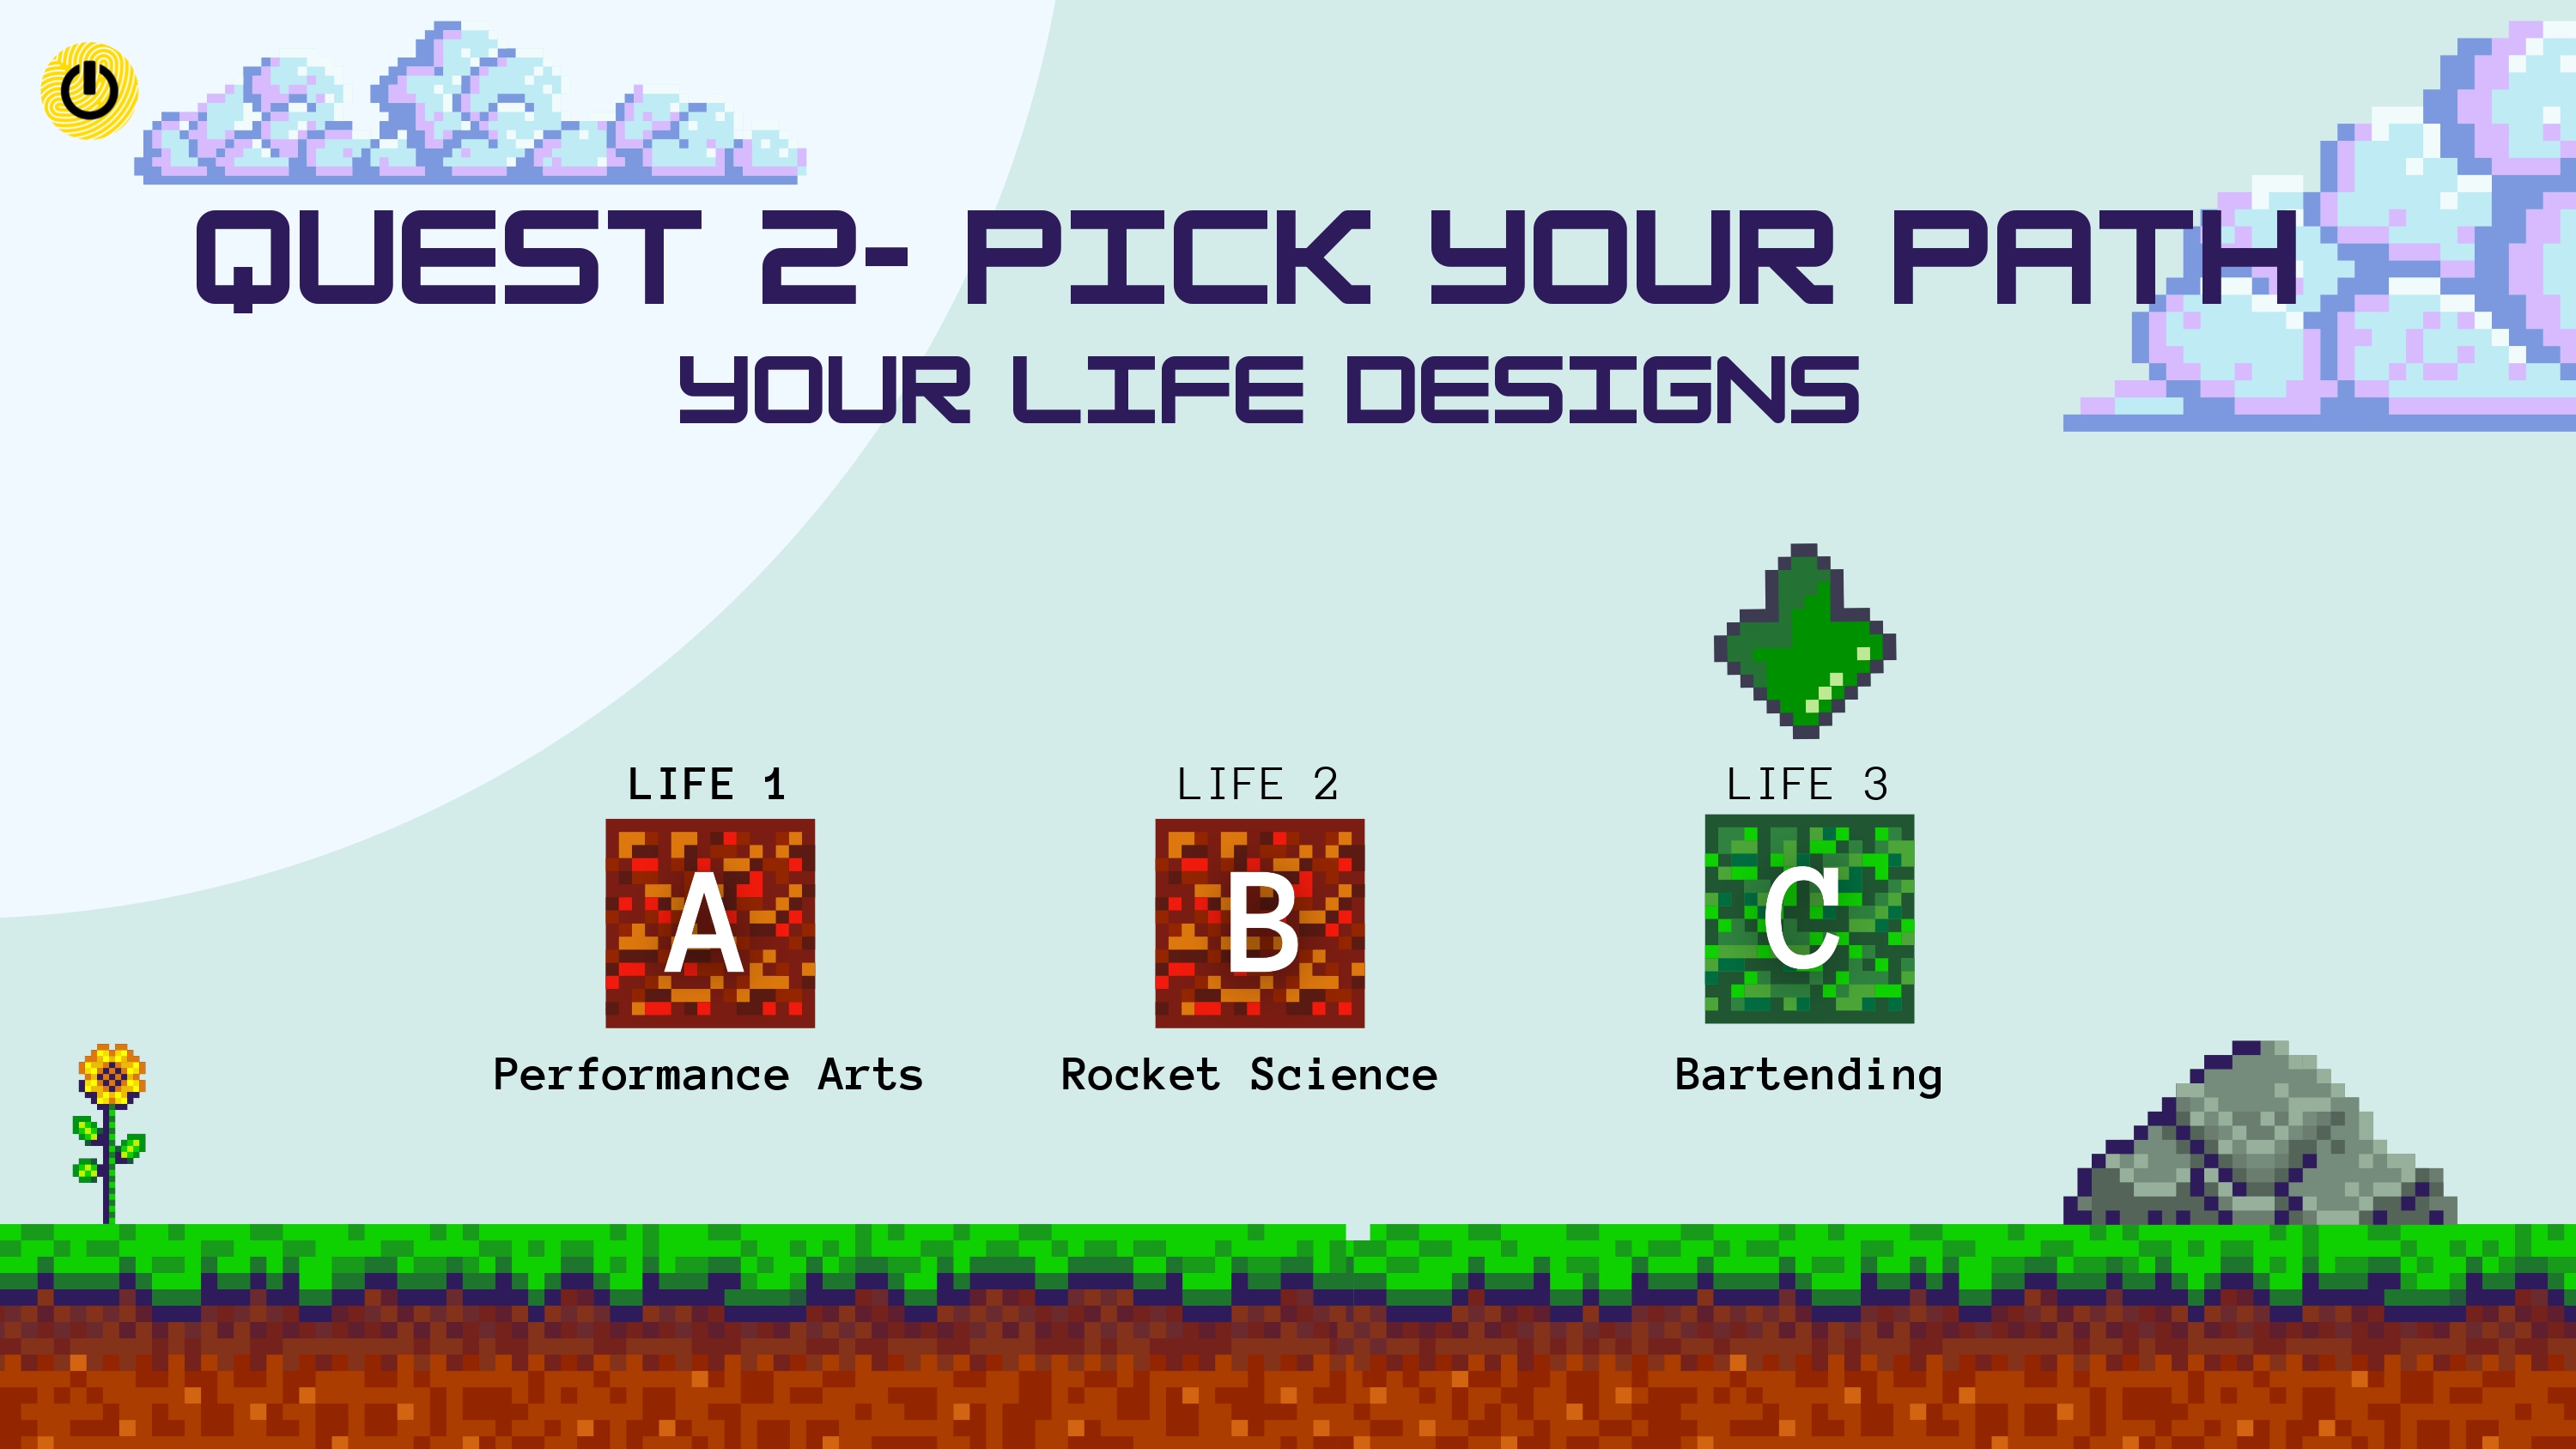 QUEST 2- PICK YOUR PATH
YOUR LIFE DESIGNS
LIFE 1
LIFE 2
LIFE 3
A
B
C
Performance Arts
Rocket Science
Bartending